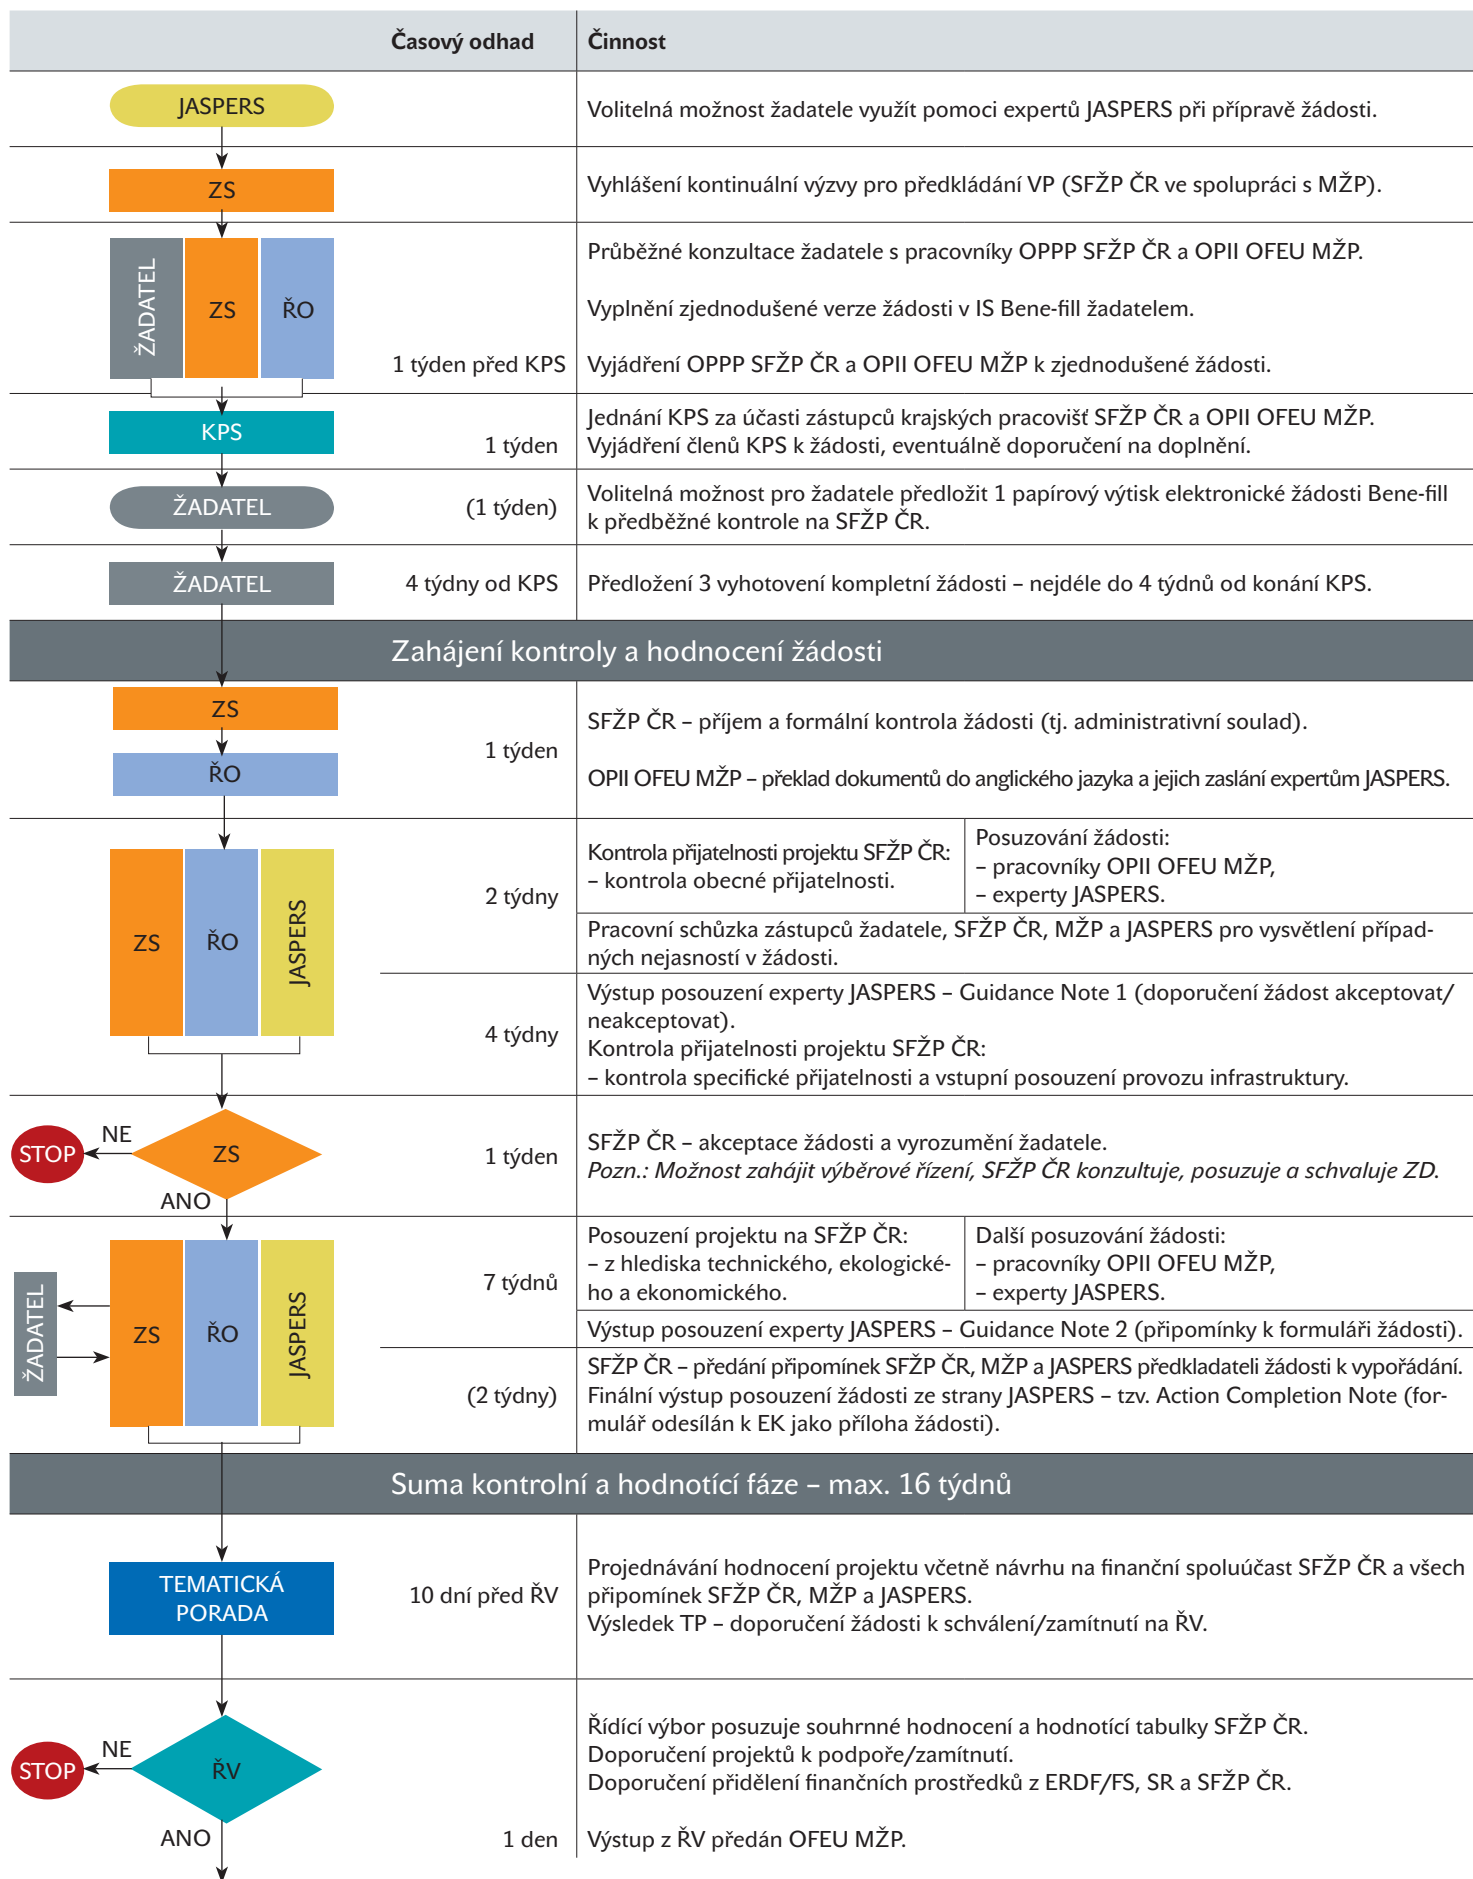 Časový odhad
Činnost
JASPERS
Volitelná možnost žadatele využít pomoci expertů JASPERS při přípravě žádosti.
ZS
Vyhlášení kontinuální výzvy pro předkládání VP (SFŽP ČR ve spolupráci s MŽP).
ŽADATEL
ZS
ŘO
Průběžné konzultace žadatele s pracovníky OPPP SFŽP ČR a OPII OFEU MŽP.
Vyplnění zjednodušené verze žádosti v IS Bene-fill žadatelem.
1 týden před KPS
Vyjádření OPPP SFŽP ČR a OPII OFEU MŽP k zjednodušené žádosti.
KPS
1 týden
Jednání KPS za účasti zástupců krajských pracovišť SFŽP ČR a OPII OFEU MŽP.
Vyjádření členů KPS k žádosti, eventuálně doporučení na doplnění.
ŽADATEL
(1 týden)
Volitelná možnost pro žadatele předložit 1 papírový výtisk elektronické žádosti Bene-fill
k předběžné kontrole na SFŽP ČR.
ŽADATEL
4 týdny od KPS
Předložení 3 vyhotovení kompletní žádosti – nejdéle do 4 týdnů od konání KPS.
Zahájení kontroly a hodnocení žádosti
ZS
ŘO
1 týden
SFŽP ČR – příjem a formální kontrola žádosti (tj. administrativní soulad).
OPII OFEU MŽP – překlad dokumentů do anglického jazyka a jejich zaslání expertům JASPERS.
ZS
ŘO
JASPERS
2 týdny
Kontrola přijatelnosti projektu SFŽP ČR:
– kontrola obecné přijatelnosti.
Posuzování žádosti:
– pracovníky OPII OFEU MŽP,
– experty JASPERS.
Pracovní schůzka zástupců žadatele, SFŽP ČR, MŽP a JASPERS pro vysvětlení případ-
ných nejasností v žádosti.
4 týdny
Výstup posouzení experty JASPERS – Guidance Note 1 (doporučení žádost akceptovat/
neakceptovat).
Kontrola přijatelnosti projektu SFŽP ČR:
– kontrola specifické přijatelnosti a vstupní posouzení provozu infrastruktury.
STOP
NE
ZS
ANO
1 týden
SFŽP ČR – akceptace žádosti a vyrozumění žadatele.
Pozn.: Možnost zahájit výběrové řízení, SFŽP ČR konzultuje, posuzuje a schvaluje ZD.
ŽADATEL
ZS
ŘO
JASPERS
7 týdnů
Posouzení projektu na SFŽP ČR:
– z hlediska technického, ekologické-
ho a ekonomického.
Další posuzování žádosti:
– pracovníky OPII OFEU MŽP,
– experty JASPERS.
Výstup posouzení experty JASPERS – Guidance Note 2 (připomínky k formuláři žádosti).
(2 týdny)
SFŽP ČR – předání připomínek SFŽP ČR, MŽP a JASPERS předkladateli žádosti k vypořádání.
Finální výstup posouzení žádosti ze strany JASPERS – tzv. Action Completion Note (for-
mulář odesílán k EK jako příloha žádosti).
Suma kontrolní a hodnotící fáze – max. 16 týdnů
TEMATICKÁ
PORADA
10 dní před ŘV
Projednávání hodnocení projektu včetně návrhu na finanční spoluúčast SFŽP ČR a všech
připomínek SFŽP ČR, MŽP a JASPERS.
Výsledek TP – doporučení žádosti k schválení/zamítnutí na ŘV.
STOP
NE
ŘV
ANO
Řídící výbor posuzuje souhrnné hodnocení a hodnotící tabulky SFŽP ČR.
Doporučení projektů k podpoře/zamítnutí.
Doporučení přidělení finančních prostředků z ERDF/FS, SR a SFŽP ČR.
1 den
Výstup z ŘV předán OFEU MŽP.